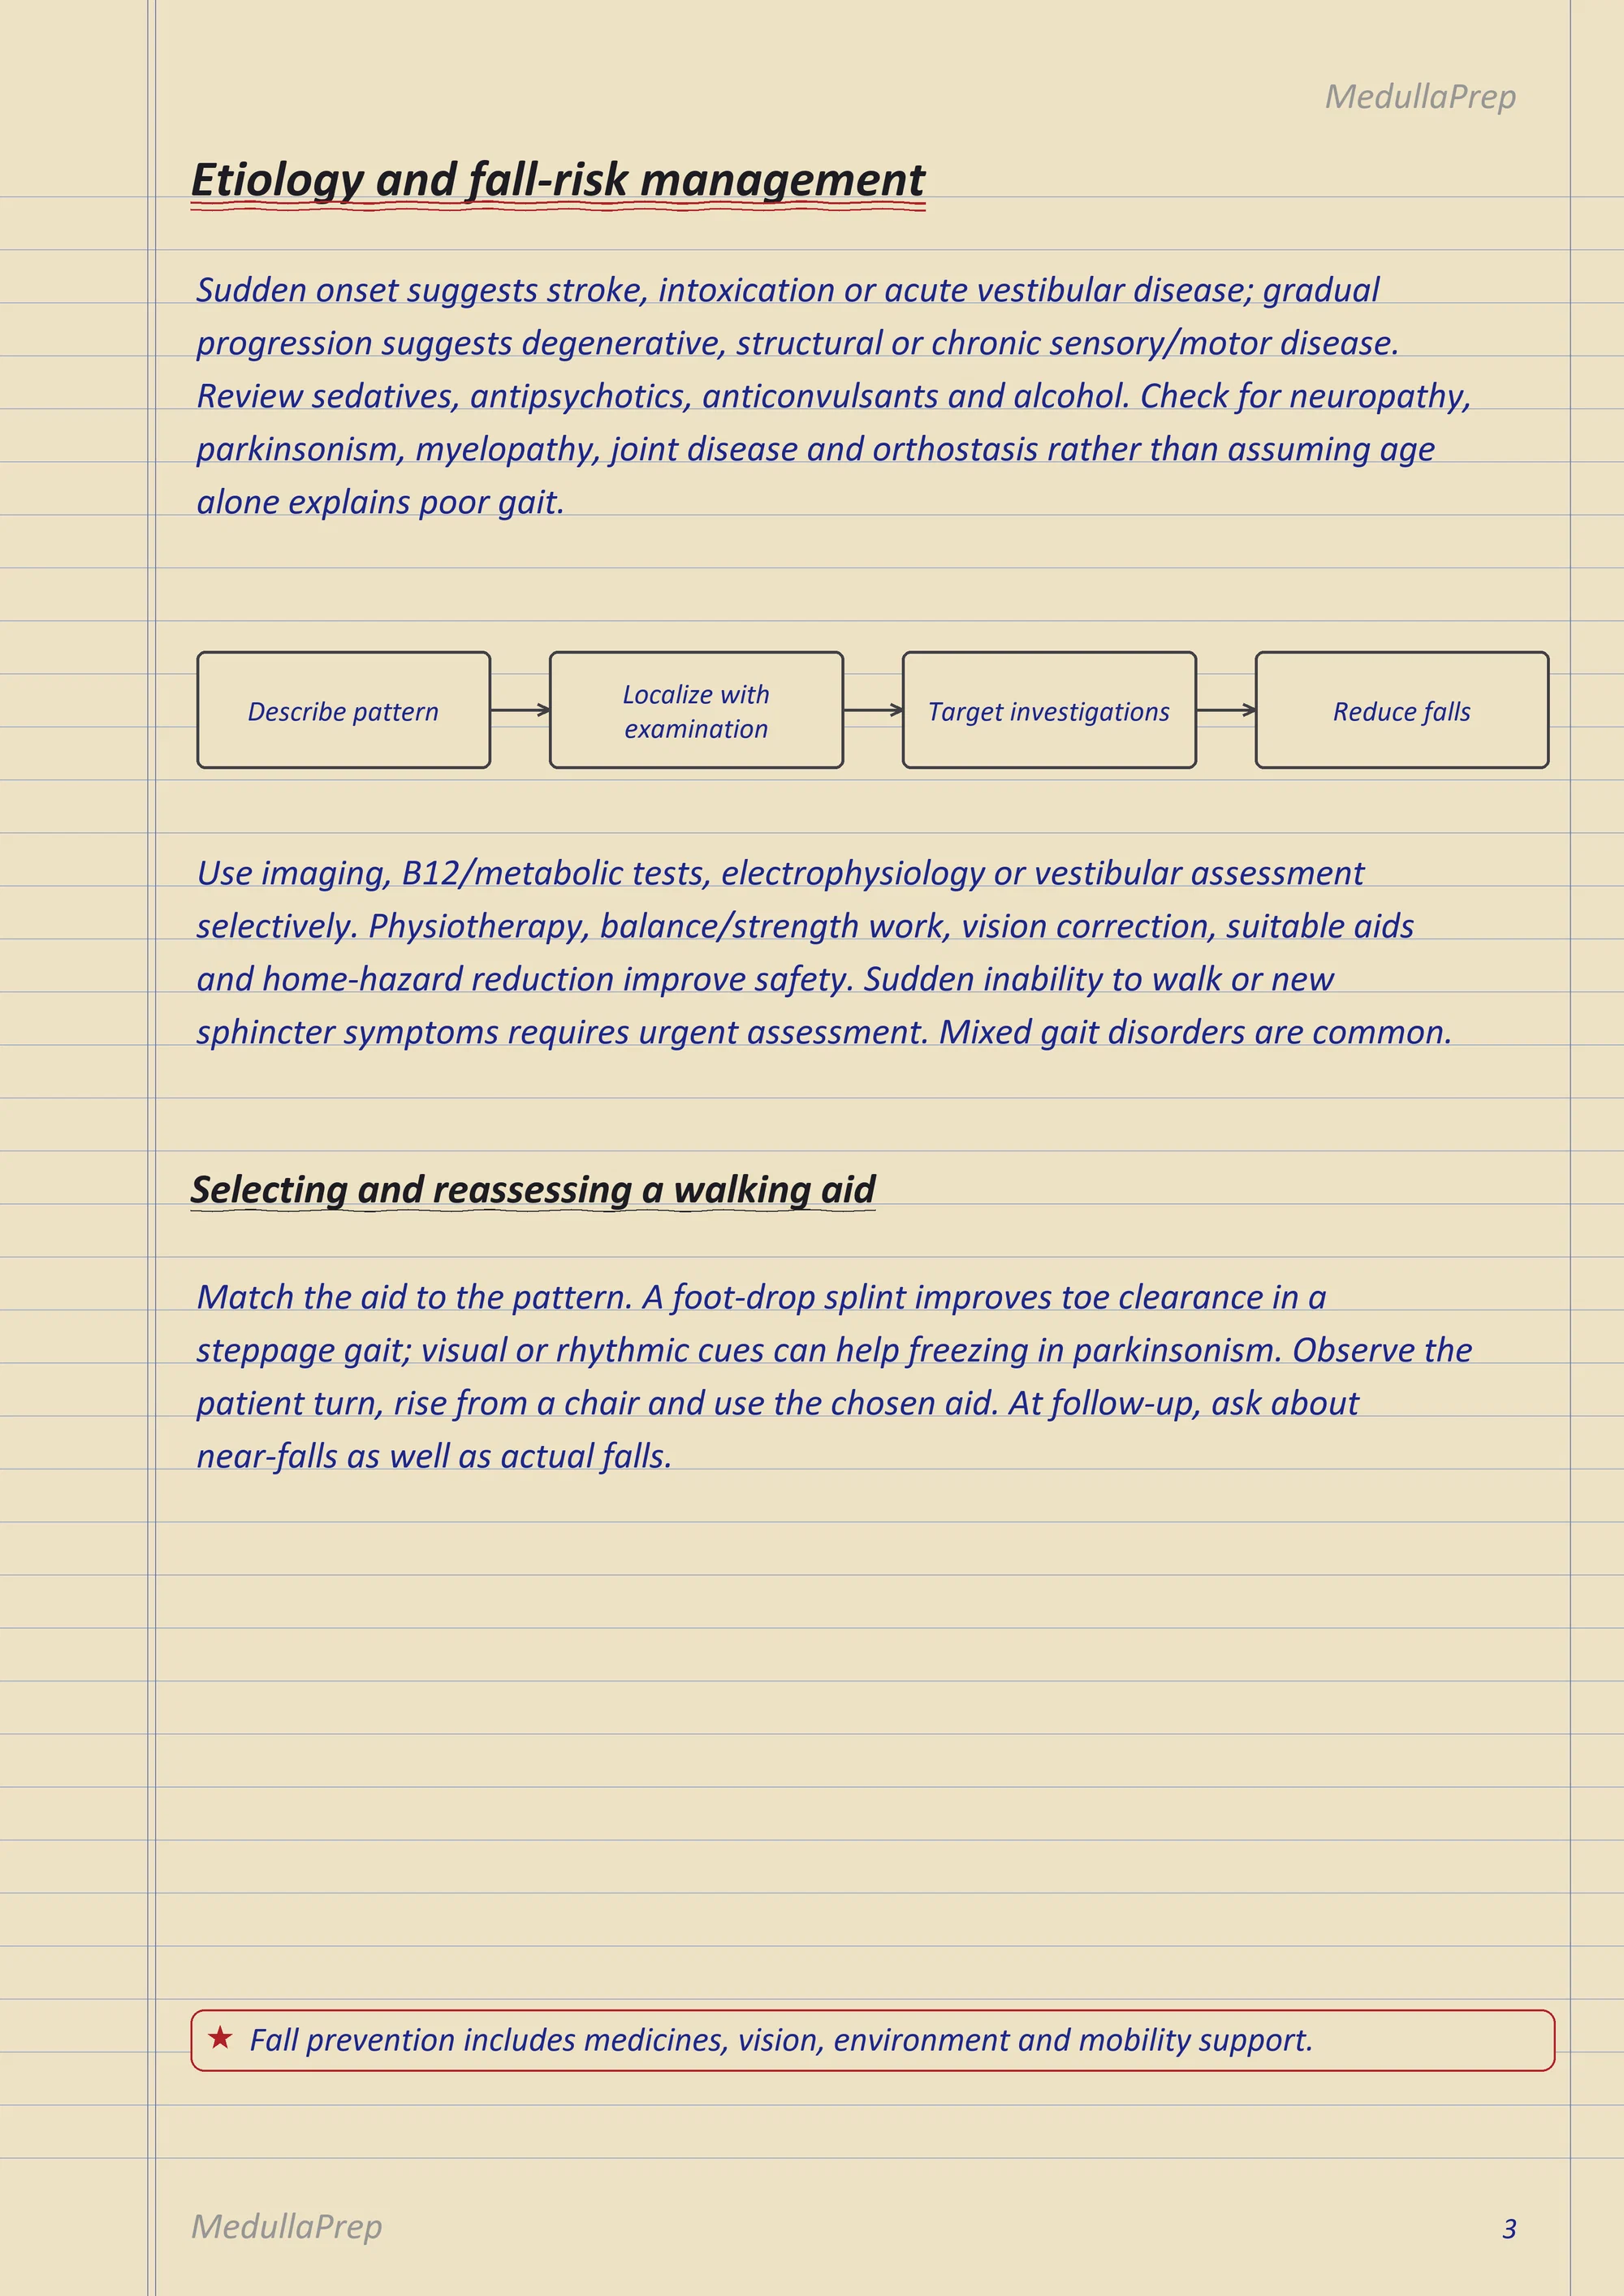 MedullaPrep
Etiology and fall-risk management
Sudden onset suggests stroke, intoxication or acute vestibular disease; gradual
progression suggests degenerative, structural or chronic sensory/motor disease.
Review sedatives, antipsychotics, anticonvulsants and alcohol. Check for neuropathy,
parkinsonism, myelopathy, joint disease and orthostasis rather than assuming age
alone explains poor gait.
Describe pattern
Localize with
examination
Target investigations
Reduce falls
Use imaging, B12/metabolic tests, electrophysiology or vestibular assessment
selectively. Physiotherapy, balance/strength work, vision correction, suitable aids
and home-hazard reduction improve safety. Sudden inability to walk or new
sphincter symptoms requires urgent assessment. Mixed gait disorders are common.
Selecting and reassessing a walking aid
Match the aid to the pattern. A foot-drop splint improves toe clearance in a
steppage gait; visual or rhythmic cues can help freezing in parkinsonism. Observe the
patient turn, rise from a chair and use the chosen aid. At follow-up, ask about
near-falls as well as actual falls.
★ Fall prevention includes medicines, vision, environment and mobility support.
MedullaPrep
3